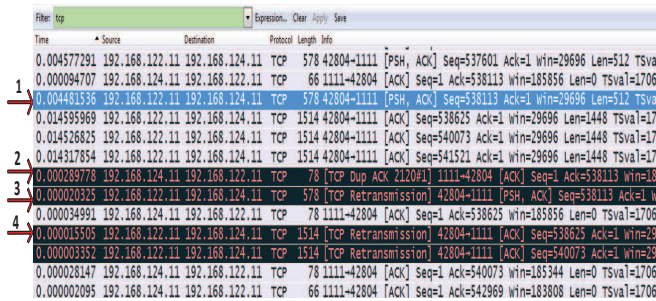 Filter: tcp Expression... Clear Apply Save
Time Source Destination Protocol Length Info
0.004577291 192.168.122.11 192.168.124.11 TCP 578 42804→1111 [PSH, ACK] Seq=537601 Ack=1 Win=29696 Len=512 TSva
0.000094707 192.168.124.11 192.168.122.11 TCP 66 1111→42804 [ACK] Seq=1 Ack=538113 Win=185856 Len=0 TSval=1706
1 0.004481536 192.168.122.11 192.168.124.11 TCP 578 42804→1111 [PSH, ACK] Seq=538113 Ack=1 Win=29696 Len=512 TSva
0.014595969 192.168.122.11 192.168.124.11 TCP 1514 42804→1111 [ACK] Seq=538625 Ack=1 Win=29696 Len=1448 TSval=17
0.014526825 192.168.122.11 192.168.124.11 TCP 1514 42804→1111 [ACK] Seq=540073 Ack=1 Win=29696 Len=1448 TSval=17
0.014317854 192.168.122.11 192.168.124.11 TCP 1514 42804→1111 [ACK] Seq=541521 Ack=1 Win=29696 Len=1448 TSval=17
2 0.000289778 192.168.124.11 192.168.122.11 TCP 78 [TCP Dup ACK 2120#1] 1111→42804 [ACK] Seq=1 Ack=538113 Win=18
3 0.000020325 192.168.122.11 192.168.124.11 TCP 578 [TCP Retransmission] 42804→1111 [PSH, ACK] Seq=538113 Ack=1 W
0.000034991 192.168.124.11 192.168.122.11 TCP 78 1111→42804 [ACK] Seq=1 Ack=538625 Win=185856 Len=0 TSval=1706
4 0.000015505 192.168.122.11 192.168.124.11 TCP 1514 [TCP Retransmission] 42804→1111 [ACK] Seq=538625 Ack=1 Win=29
0.000003352 192.168.122.11 192.168.124.11 TCP 1514 [TCP Retransmission] 42804→1111 [ACK] Seq=540073 Ack=1 Win=29
0.000028147 192.168.124.11 192.168.122.11 TCP 78 1111→42804 [ACK] Seq=1 Ack=540073 Win=185344 Len=0 TSval=1706
0.000002095 192.168.124.11 192.168.122.11 TCP 66 1111→42804 [ACK] Seq=1 Ack=542969 Win=183808 Len=0 TSval=1706